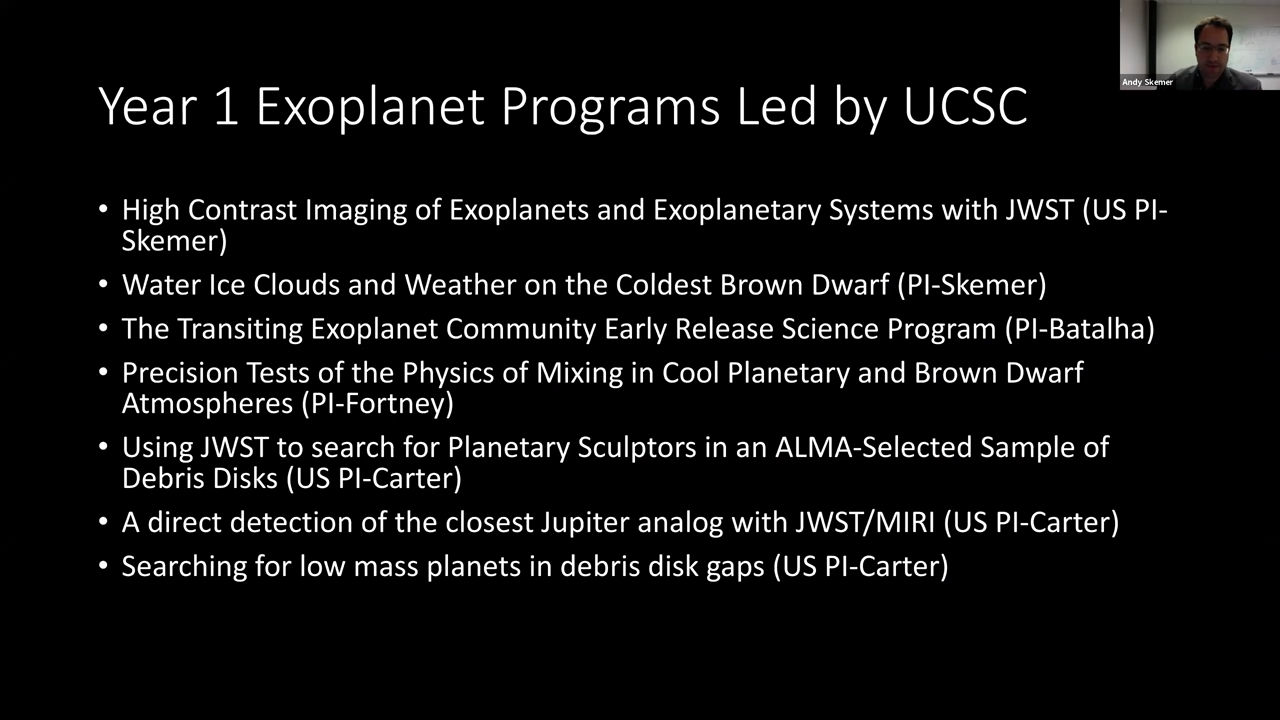 Andy Skemer
Year 1 Exoplanet Programs Led by UCSC
• High Contrast Imaging of Exoplanets and Exoplanetary Systems with JWST (US PI-
Skemer)
• Water Ice Clouds and Weather on the Coldest Brown Dwarf (PI-Skemer)
• The Transiting Exoplanet Community Early Release Science Program (PI-Batalha)
• Precision Tests of the Physics of Mixing in Cool Planetary and Brown Dwarf
Atmospheres (PI-Fortney)
• Using JWST to search for Planetary Sculptors in an ALMA-Selected Sample of
Debris Disks (US PI-Carter)
• A direct detection of the closest Jupiter analog with JWST/MIRI (US PI-Carter)
• Searching for low mass planets in debris disk gaps (US PI-Carter)